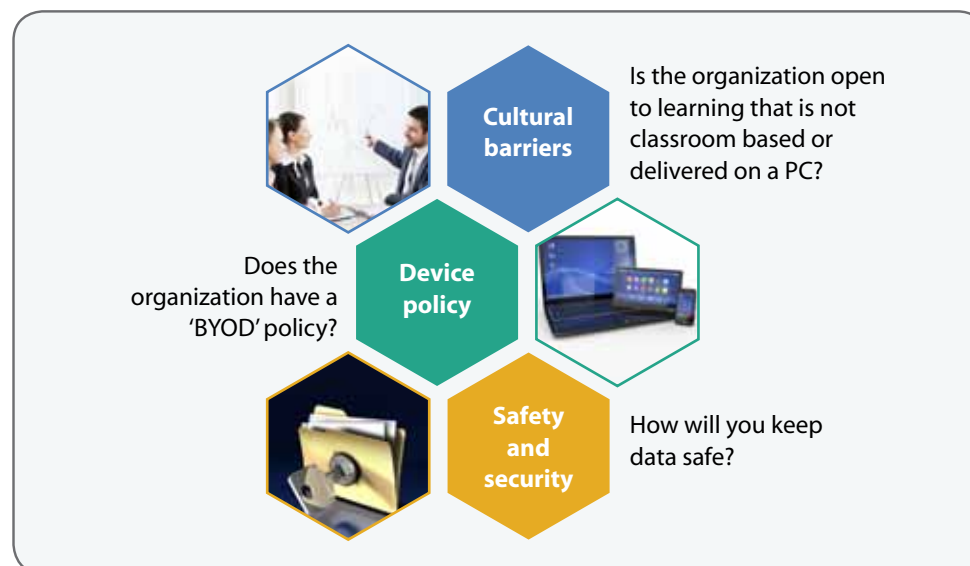 Cultural
barriers
Is the organization open
to learning that is not
classroom based or
delivered on a PC?
Does the
organization have a
‘BYOD’ policy?
Device
policy
Safety
and
security
How will you keep
data safe?